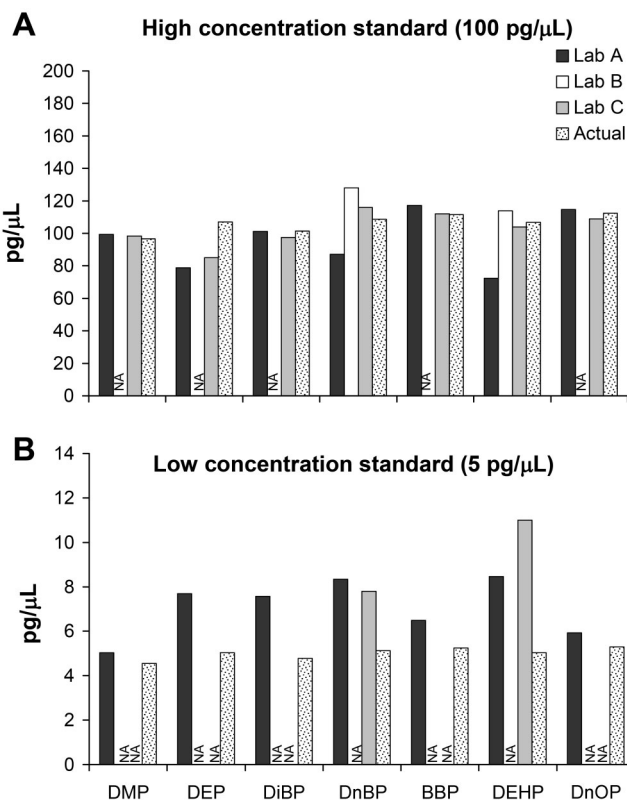 A
High concentration standard (100 pg/μL)
Lab A
Lab B
Lab C
Actual
pg/μL
200
180
160
140
120
100
80
60
40
20
0
NA
NA
NA
NA
NA
B
Low concentration standard (5 pg/μL)
pg/μL
14
12
10
8
6
4
2
0
NA
NA
NA
NA
NA
NA
NA
NA
NA
NA
NA
NA
DMP
DEP
DiBP
DnBP
BBP
DEHP
DnOP